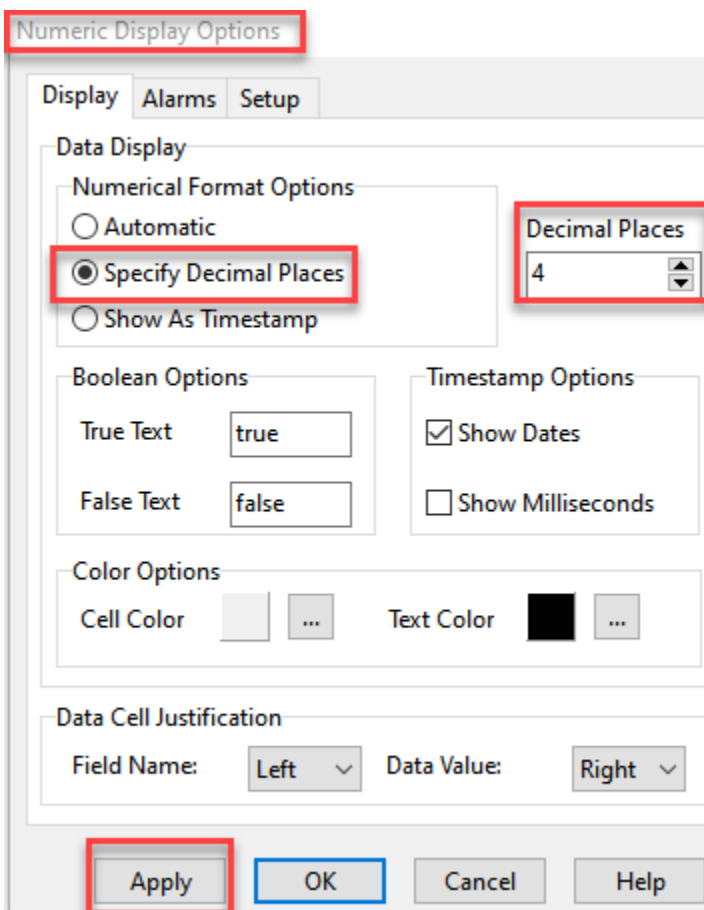 Numeric Display Options
Display Alarms Setup
Data Display
Numerical Format Options
Automatic
Decimal Places
Specify Decimal Places
4
Show As Timestamp
Boolean Options
Timestamp Options
True Text true
Show Dates
False Text false
Show Milliseconds
Color Options
Cell Color ... Text Color ...
Data Cell Justification
Field Name: Left Data Value: Right
Apply OK Cancel Help